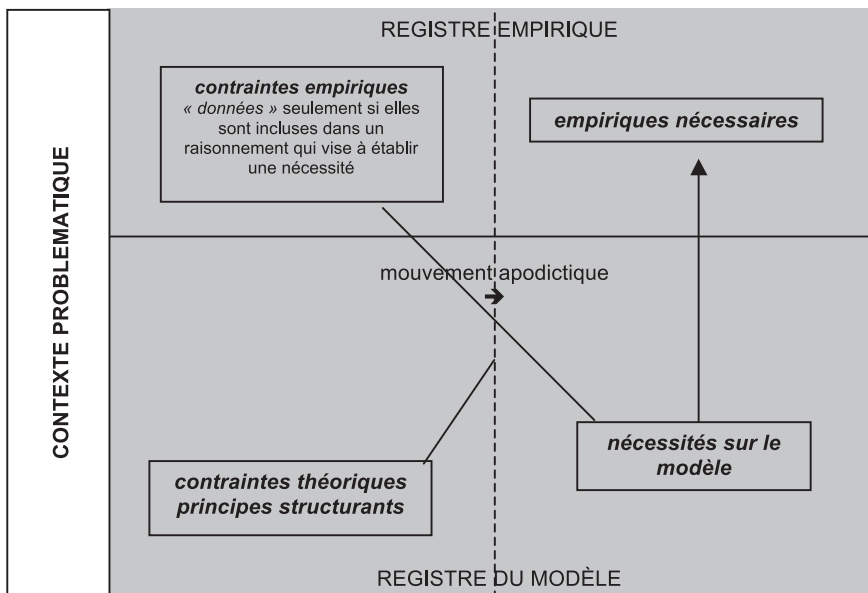 CONTEXTE PROBLEMATIQUE
REGISTRE EMPIRIQUE
contraintes empiriques
« données » seulement si elles
sont incluses dans un
raisonnement qui vise à établir
une nécessité
empiriques nécessaires
mouvement apodictique
nécessités sur le
modèle
contraintes théoriques
principes structurants
REGISTRE DU MODÈLE